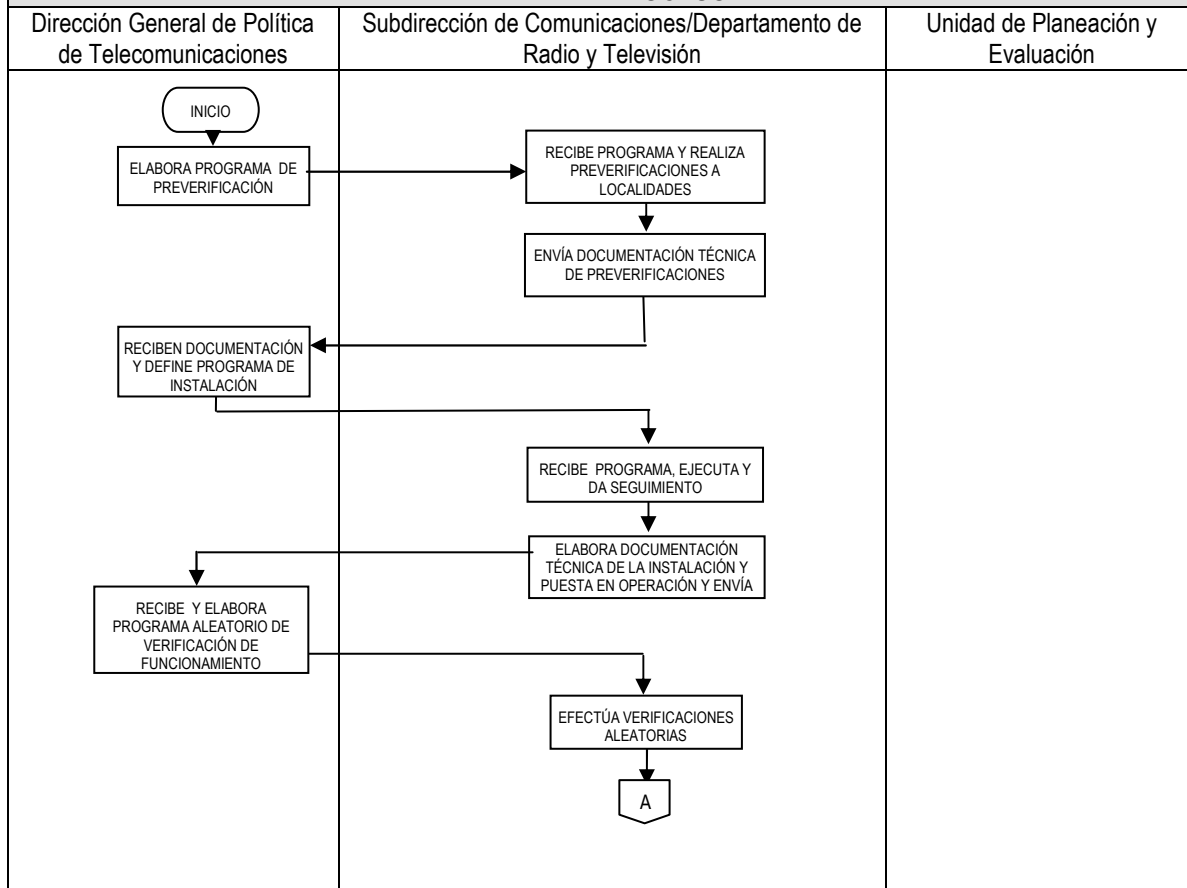 Dirección General de Política
de Telecomunicaciones
Subdirección de Comunicaciones/Departamento de
Radio y Televisión
Unidad de Planeación y
Evaluación
INICIO
ELABORA PROGRAMA DE
PREVERIFICACIÓN
RECIBE PROGRAMA Y REALIZA
PREVERIFICACIONES A
LOCALIDADES
ENVÍA DOCUMENTACIÓN TÉCNICA
DE PREVERIFICACIONES
RECIBEN DOCUMENTACIÓN
Y DEFINE PROGRAMA DE
INSTALACIÓN
RECIBE PROGRAMA, EJECUTA Y
DA SEGUIMIENTO
ELABORA DOCUMENTACIÓN
TÉCNICA DE LA INSTALACIÓN Y
PUESTA EN OPERACIÓN Y ENVÍA
RECIBE Y ELABORA
PROGRAMA ALEATORIO DE
VERIFICACIÓN DE
FUNCIONAMIENTO
EFECTÚA VERIFICACIONES
ALEATORIAS
A